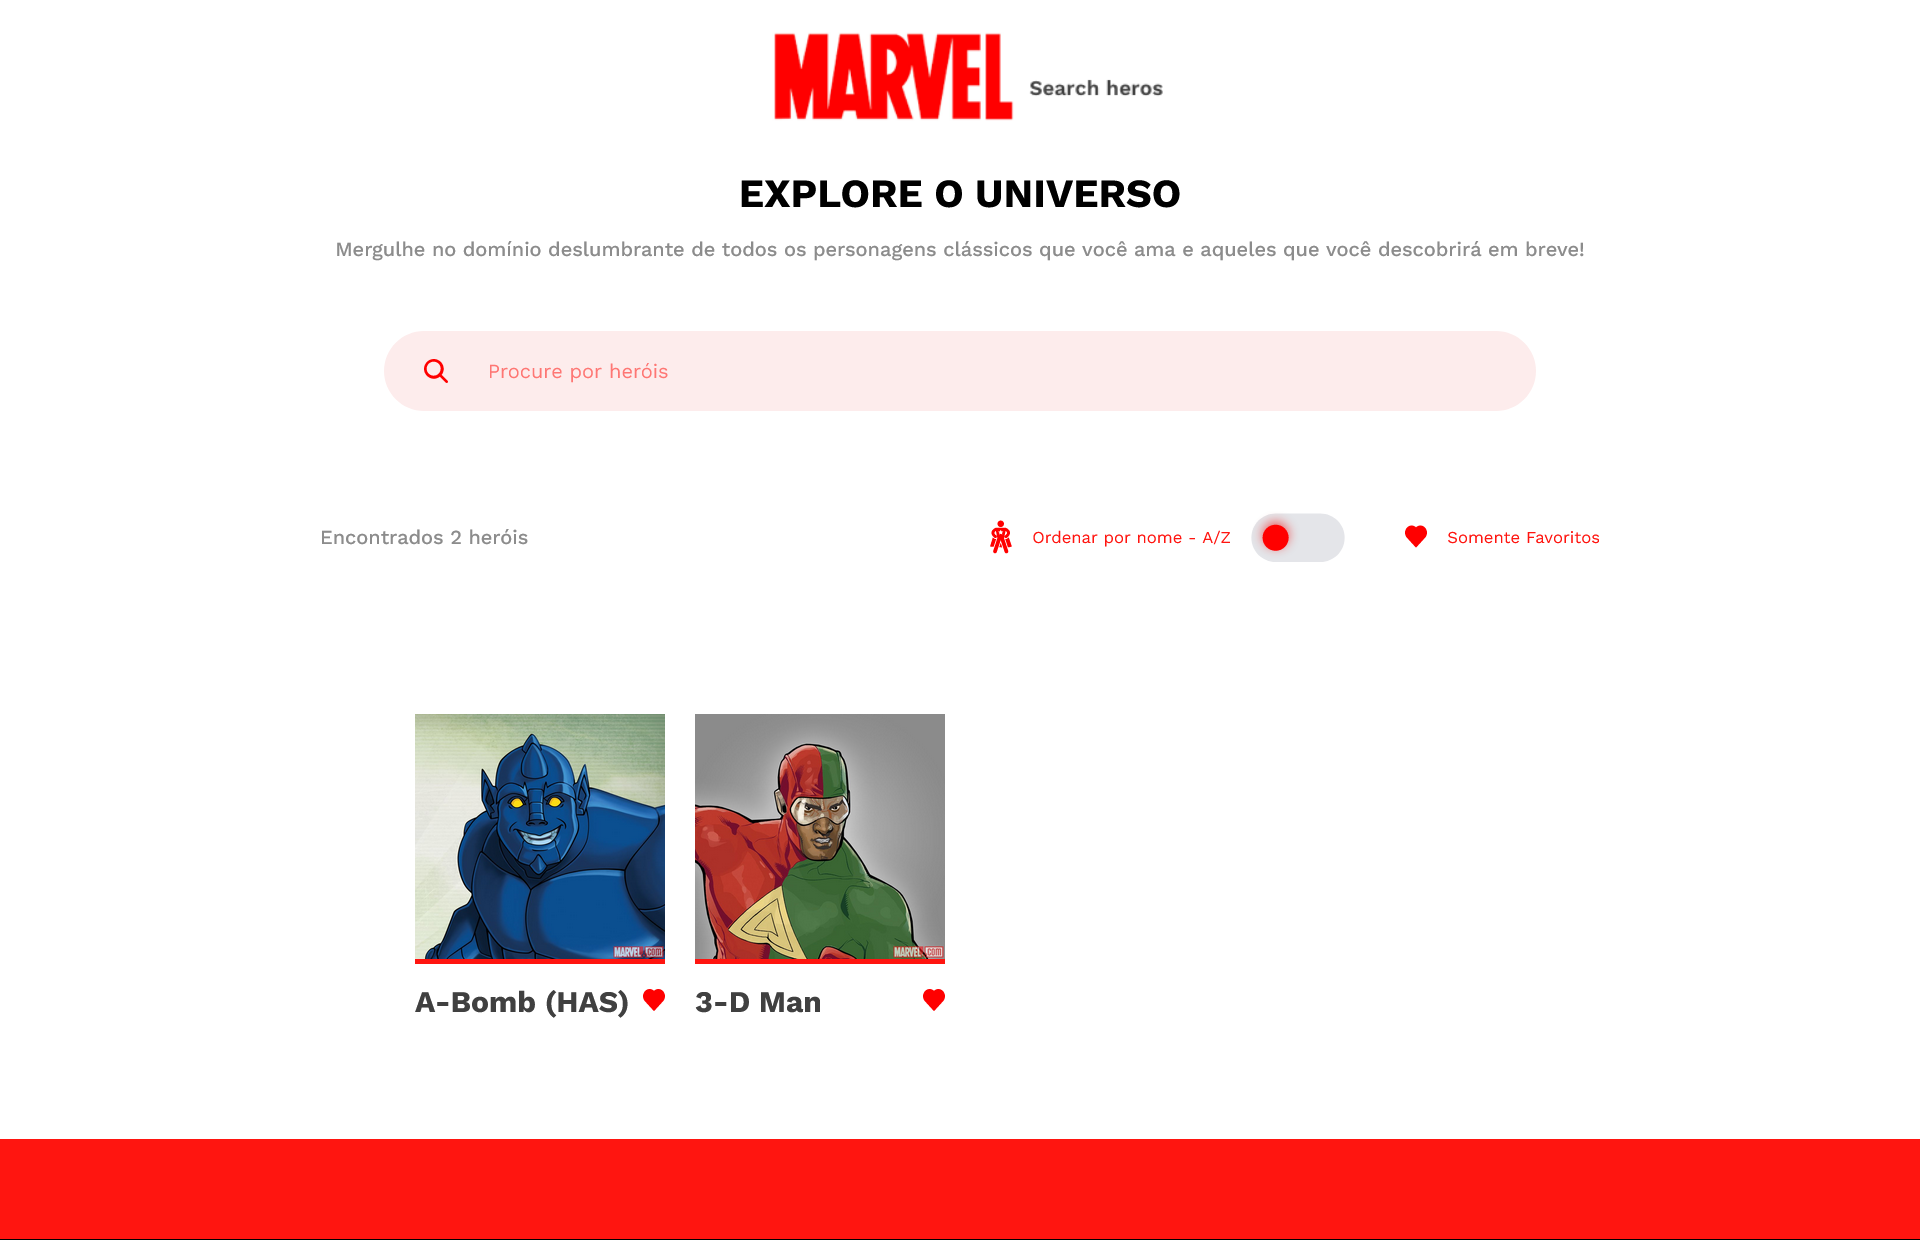 MARVEL Search heros
EXPLORE O UNIVERSO
Mergulhe no domínio deslumbrante de todos os personagens clássicos que você ama e aqueles que você descobrirá em breve!
Procure por heróis
Encontrados 2 heróis
Ordenar por nome - A/Z
Somente Favoritos
MARVEL .com
MARVEL .com
A-Bomb (HAS)
3-D Man